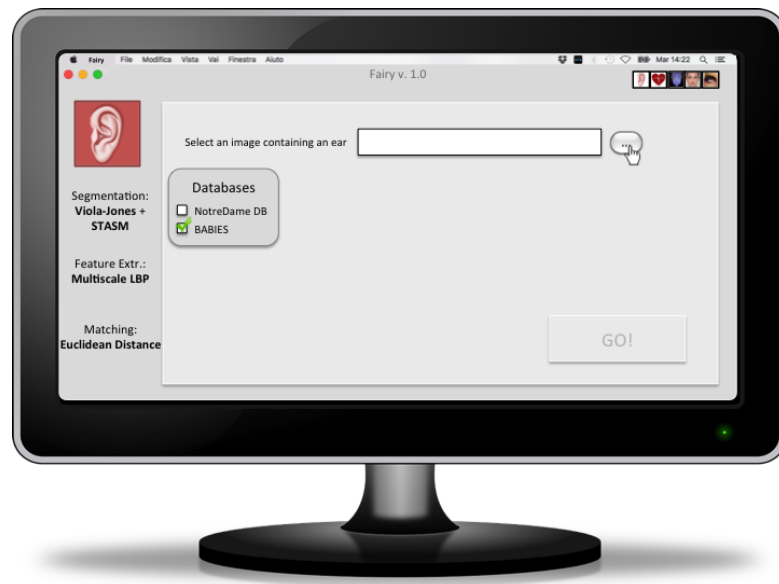 Fairy File Modifica Vista Vai Finestra Aiuto Mar 14:22
Fairy v. 1.0
Select an image containing an ear ...
Databases
NotreDame DB
BABIES
Segmentation:
Viola-Jones +
STASM
Feature Extr.:
Multiscale LBP
Matching:
Euclidean Distance
GO!